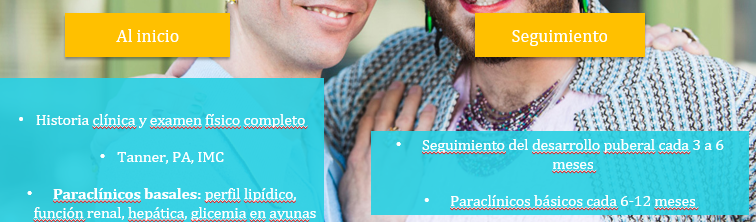 Al inicio
Seguimiento
• Historia clínica y examen físico completo
• Tanner, PA, IMC
• Paraclínicos basales: perfil lipídico,
función renal, hepática, glicemia en ayunas
• Seguimiento del desarrollo puberal cada 3 a 6
meses
• Paraclínicos básicos cada 6-12 meses